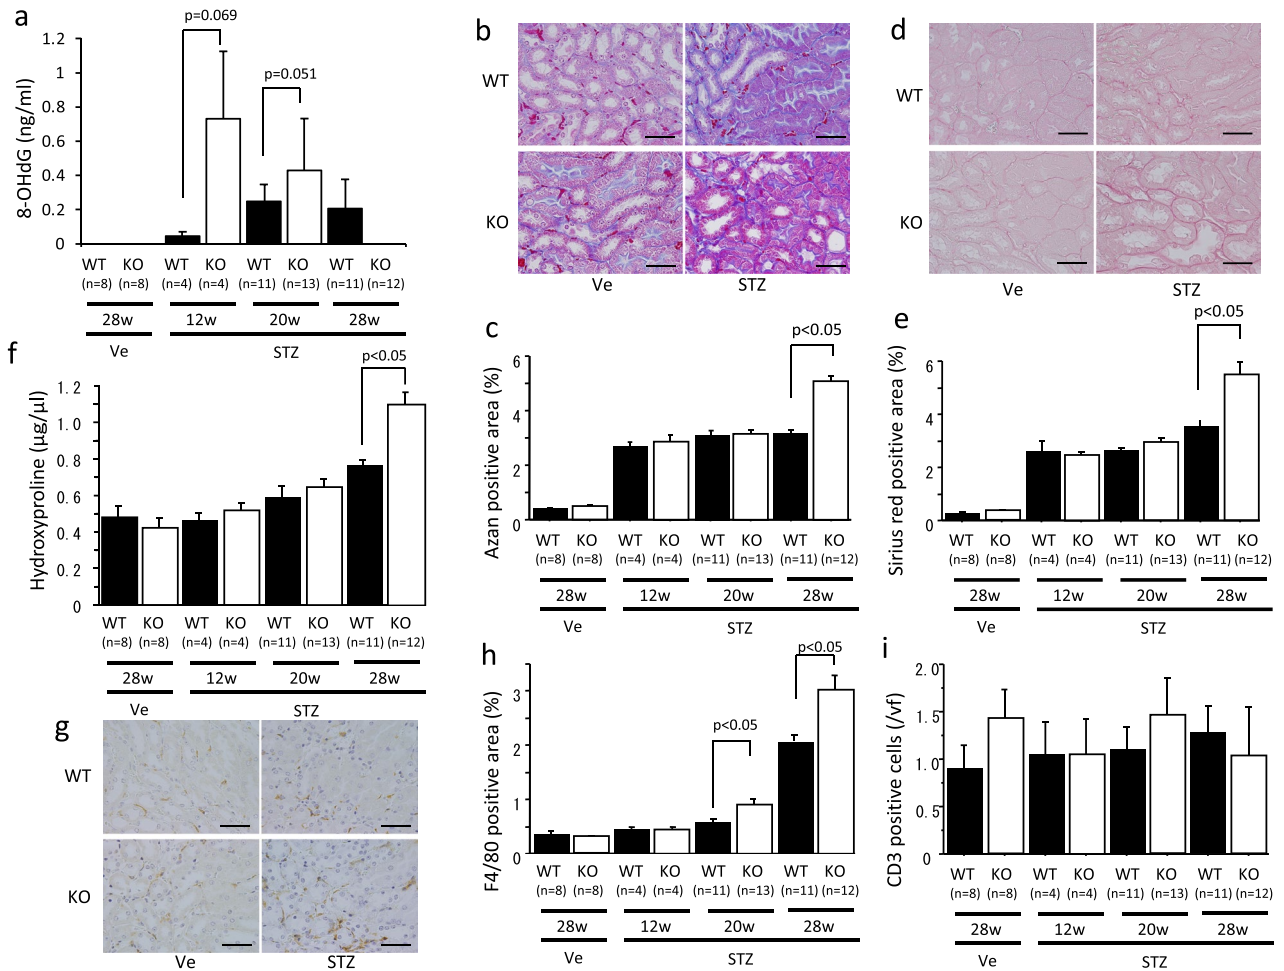 a
p=0.069
p=0.051
8-OHdG (ng/ml)
1.2
1
0.8
0.6
0.4
0.2
0
WT KO WT KO WT KO WT KO
(n=8) (n=8) (n=4) (n=4) (n=11) (n=13) (n=11) (n=12)
28w 12w 20w 28w
Ve STZ
b
WT
KO
Ve STZ
d
WT
KO
Ve STZ
c
p<0.05
Azan positive area (%)
6
4
2
0
WT KO WT KO WT KO WT KO
(n=8) (n=8) (n=4) (n=4) (n=11) (n=13) (n=11) (n=12)
28w 12w 20w 28w
Ve STZ
e
p<0.05
Sirius red positive area (%)
6
4
2
0
WT KO WT KO WT KO WT KO
(n=8) (n=8) (n=4) (n=4) (n=11) (n=13) (n=11) (n=12)
28w 12w 20w 28w
Ve STZ
f
p<0.05
Hydroxyproline (μg/μl)
1.2
1.0
0.8
0.6
0.4
0.2
0
WT KO WT KO WT KO WT KO
(n=8) (n=8) (n=4) (n=4) (n=11) (n=13) (n=11) (n=12)
28w 12w 20w 28w
Ve STZ
g
WT
KO
Ve STZ
h
p<0.05
p<0.05
F4/80 positive area (%)
3
2
1
0
WT KO WT KO WT KO WT KO
(n=8) (n=8) (n=4) (n=4) (n=11) (n=13) (n=11) (n=12)
28w 12w 20w 28w
Ve STZ
i
CD3 positive cells (/vf)
2.0
1.5
1.0
0.5
0
WT KO WT KO WT KO WT KO
(n=8) (n=8) (n=4) (n=4) (n=11) (n=13) (n=11) (n=12)
28w 12w 20w 28w
Ve STZ